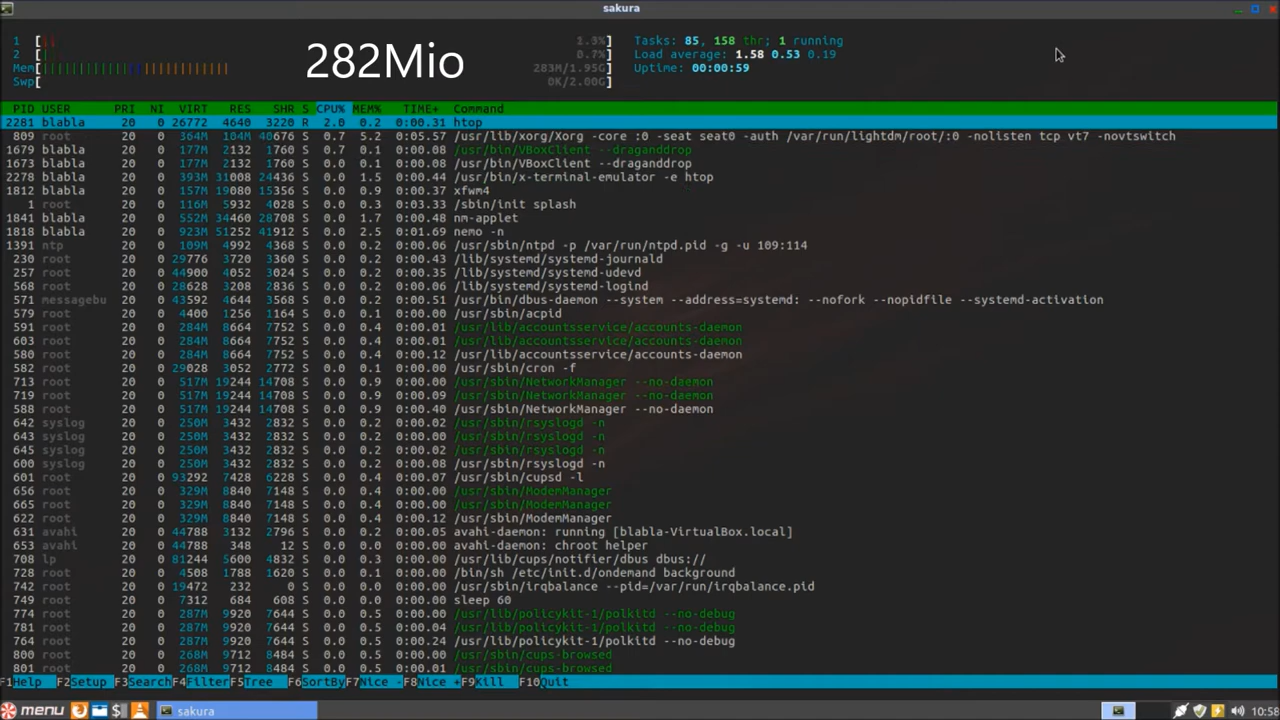 sakura
1 [|| 1.3%] Tasks: 85, 158 thr; 1 running
2 [| 0.7%] Load average: 1.58 0.53 0.19
Mem[|||||||||||||||||||||||||| 283M/1.95G] Uptime: 00:00:59
Swp[ 0K/2.00G]
282Mio
PID USER PRI NI VIRT RES SHR S CPU% MEM% TIME+ Command
2281 blabla 20 0 26772 4640 3220 R 2.0 0.2 0:00.31 htop
809 root 20 0 364M 104M 40676 S 0.7 5.2 0:05.57 /usr/lib/xorg/Xorg -core :0 -seat seat0 -auth /var/run/lightdm/root/:0 -nolisten tcp vt7 -novtswitch
1679 blabla 20 0 177M 2132 1760 S 0.7 0.1 0:00.08 /usr/bin/VBoxClient --draganddrop
1673 blabla 20 0 177M 2132 1760 S 0.0 0.1 0:00.08 /usr/bin/VBoxClient --draganddrop
2278 blabla 20 0 393M 31008 24436 S 0.0 1.5 0:00.44 /usr/bin/x-terminal-emulator -e htop
1812 blabla 20 0 157M 19080 15356 S 0.0 0.9 0:00.37 xfwm4
1 root 20 0 116M 5932 4028 S 0.0 0.3 0:03.33 /sbin/init splash
1841 blabla 20 0 552M 34460 28708 S 0.0 1.7 0:00.48 nm-applet
1818 blabla 20 0 923M 51252 41912 S 0.0 2.5 0:01.69 nemo -n
1391 ntp 20 0 109M 4992 4368 S 0.0 0.2 0:00.06 /usr/sbin/ntpd -p /var/run/ntpd.pid -g -u 109:114
230 root 20 0 29776 3720 3360 S 0.0 0.2 0:00.43 /lib/systemd/systemd-journald
257 root 20 0 44900 4052 3024 S 0.0 0.2 0:00.35 /lib/systemd/systemd-udevd
568 root 20 0 28628 3208 2836 S 0.0 0.2 0:00.06 /lib/systemd/systemd-logind
571 messagebu 20 0 43592 4644 3568 S 0.0 0.2 0:00.51 /usr/bin/dbus-daemon --system --address=systemd: --nofork --nopidfile --systemd-activation
579 root 20 0 4400 1256 1164 S 0.0 0.1 0:00.00 /usr/sbin/acpid
591 root 20 0 284M 8664 7752 S 0.0 0.4 0:00.01 /usr/lib/accountsservice/accounts-daemon
603 root 20 0 284M 8664 7752 S 0.0 0.4 0:00.01 /usr/lib/accountsservice/accounts-daemon
580 root 20 0 284M 8664 7752 S 0.0 0.4 0:00.12 /usr/lib/accountsservice/accounts-daemon
582 root 20 0 29028 3052 2772 S 0.0 0.1 0:00.00 /usr/sbin/cron -f
713 root 20 0 517M 19244 14708 S 0.0 0.9 0:00.01 /usr/sbin/NetworkManager --no-daemon
719 root 20 0 517M 19244 14708 S 0.0 0.9 0:00.09 /usr/sbin/NetworkManager --no-daemon
588 root 20 0 517M 19244 14708 S 0.0 0.9 0:00.40 /usr/sbin/NetworkManager --no-daemon
642 syslog 20 0 250M 3432 2832 S 0.0 0.2 0:00.02 /usr/sbin/rsyslogd -n
643 syslog 20 0 250M 3432 2832 S 0.0 0.2 0:00.00 /usr/sbin/rsyslogd -n
645 syslog 20 0 250M 3432 2832 S 0.0 0.2 0:00.02 /usr/sbin/rsyslogd -n
600 syslog 20 0 250M 3432 2832 S 0.0 0.2 0:00.08 /usr/sbin/rsyslogd -n
601 root 20 0 93292 7428 6228 S 0.0 0.4 0:00.07 /usr/sbin/cupsd -l
656 root 20 0 329M 8840 7148 S 0.0 0.4 0:00.00 /usr/sbin/ModemManager
665 root 20 0 329M 8840 7148 S 0.0 0.4 0:00.00 /usr/sbin/ModemManager
622 root 20 0 329M 8840 7148 S 0.0 0.4 0:00.12 /usr/sbin/ModemManager
631 avahi 20 0 44788 3132 2796 S 0.0 0.2 0:00.05 avahi-daemon: running [blabla-VirtualBox.local]
653 avahi 20 0 44788 348 12 S 0.0 0.0 0:00.00 avahi-daemon: chroot helper
708 lp 20 0 81244 5600 4832 S 0.0 0.3 0:00.00 /usr/lib/cups/notifier/dbus dbus://
728 root 20 0 4508 1788 1620 S 0.0 0.1 0:00.00 /bin/sh /etc/init.d/ondemand background
742 root 20 0 19472 232 0 S 0.0 0.0 0:00.00 /usr/sbin/irqbalance --pid=/var/run/irqbalance.pid
749 root 20 0 7312 684 608 S 0.0 0.0 0:00.00 sleep 60
774 root 20 0 287M 9920 7644 S 0.0 0.5 0:00.00 /usr/lib/policykit-1/polkitd --no-debug
781 root 20 0 287M 9920 7644 S 0.0 0.5 0:00.02 /usr/lib/policykit-1/polkitd --no-debug
764 root 20 0 287M 9920 7644 S 0.0 0.5 0:00.24 /usr/lib/policykit-1/polkitd --no-debug
800 root 20 0 268M 9712 8484 S 0.0 0.5 0:00.00 /usr/sbin/cups-browsed
801 root 20 0 268M 9712 8484 S 0.0 0.5 0:00.01 /usr/sbin/cups-browsed
F1Help F2Setup F3Search F4Filter F5Tree F6SortBy F7Nice - F8Nice + F9Kill F10Quit
menu sakura 10:58